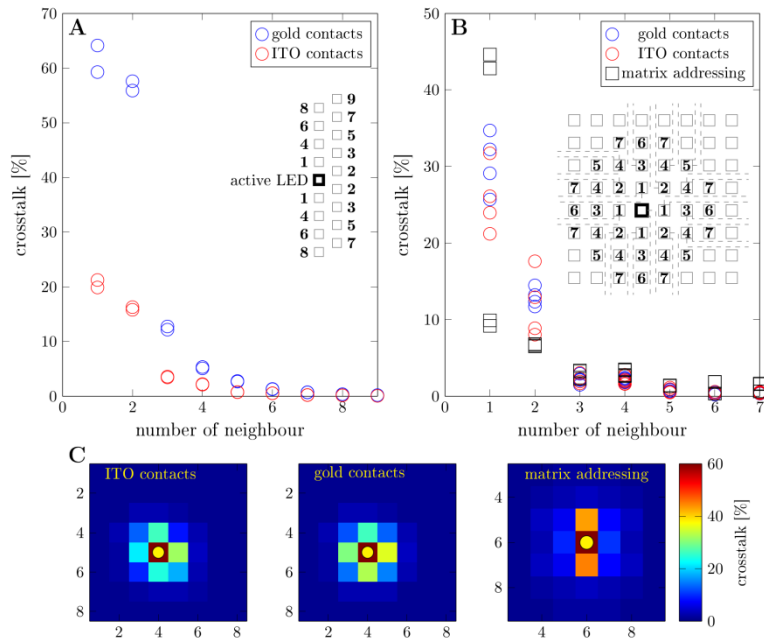 A
gold contacts
ITO contacts
70
60
50
40
30
20
10
0
crosstalk [%]
0 2 4 6 8
number of neighbour
9
8
7
6
5
4
3
1
2
active LED
2
1
3
4
5
6
7
8
B
gold contacts
ITO contacts
matrix addressing
50
40
30
20
10
0
crosstalk [%]
0 1 2 3 4 5 6 7
number of neighbour
7 6 7
5 4 3 4 5
7 4 2 1 2 4 7
6 3 1 1 3 6
7 4 2 1 2 4 7
5 4 3 4 5
7 6 7
C
ITO contacts
2
4
6
8
2 4 6 8
gold contacts
2
4
6
8
2 4 6 8
matrix addressing
4
6
8
4 6 8
60
40
20
0
crosstalk [%]